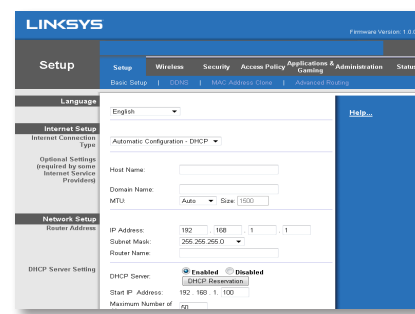 LINKSYS
Firmware Version: 1.0.0
Setup
Setup Wireless Security Access Policy Applications & Gaming Administration Status
Basic Setup | DDNS | MAC Address Clone | Advanced Routing
Language
English
Help...
Internet Setup
Internet Connection
Type
Automatic Configuration - DHCP
Optional Settings
(required by some
Internet Service
Providers)
Host Name:
Domain Name:
MTU: Auto Size: 1500
Network Setup
Router Address
IP Address: 192 . 168 . 1 . 1
Subnet Mask: 255.255.255.0
Router Name:
DHCP Server Setting
DHCP Server: Enabled Disabled
DHCP Reservation
Start IP Address: 192 . 168 . 1. 100
Maximum Number of 50